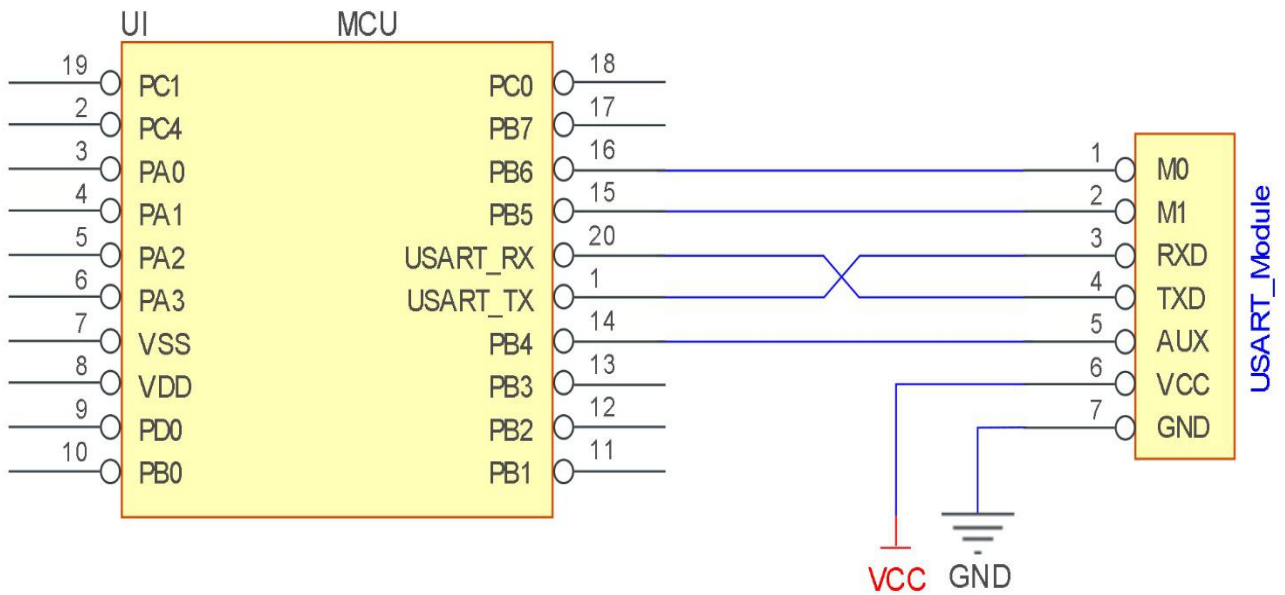 UI MCU
19 PC1 PC0 18
2 PC4 PB7 17
3 PA0 PB6 16 1 M0
4 PA1 PB5 15 2 M1
5 PA2 USART_RX 20 3 RXD
6 PA3 USART_TX 1 4 TXD
7 VSS PB4 14 5 AUX
8 VDD PB3 13 6 VCC
9 PD0 PB2 12 7 GND
10 PB0 PB1 11
USART_Module
VCC GND